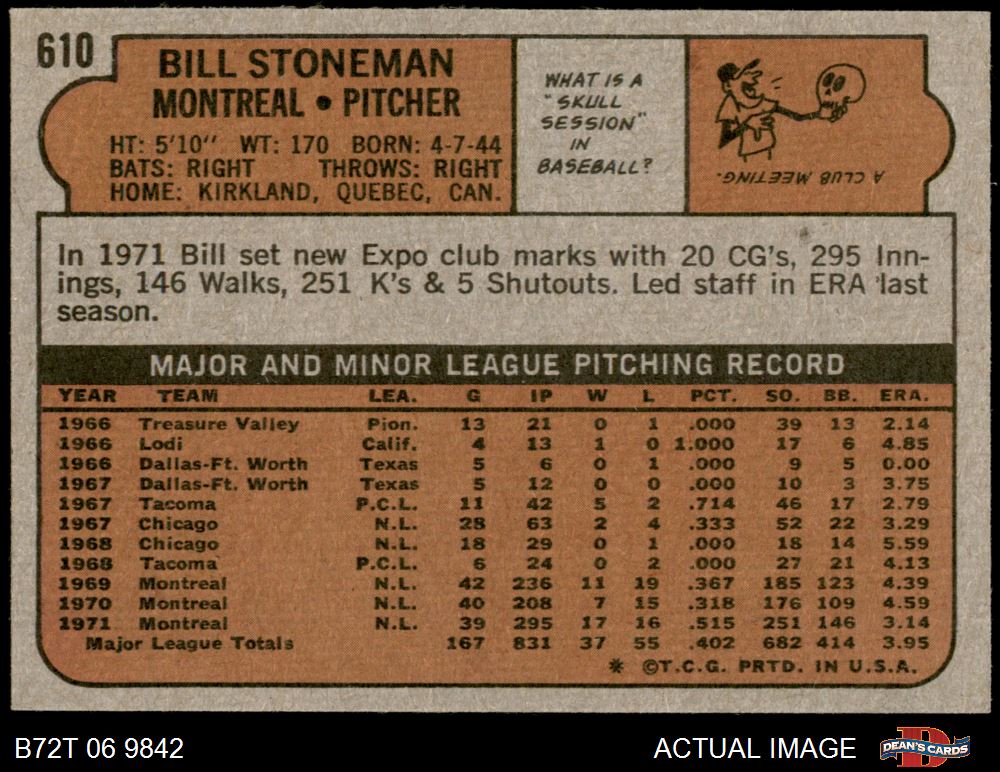 610
BILL STONEMAN
MONTREAL • PITCHER
HT: 5'10" WT: 170 BORN: 4-7-44
BATS: RIGHT THROWS: RIGHT
HOME: KIRKLAND, QUEBEC, CAN.
WHAT IS A
"SKULL
SESSION"
IN
BASEBALL?
A CLUB MEETING.
In 1971 Bill set new Expo club marks with 20 CG's, 295 Inn-
ings, 146 Walks, 251 K's & 5 Shutouts. Led staff in ERA last
season.
MAJOR AND MINOR LEAGUE PITCHING RECORD
YEAR TEAM LEA. G IP W L PCT. SO. BB. ERA.
1966 Treasure Valley Pion. 13 21 0 1 .000 39 13 2.14
1966 Lodi Calif. 4 13 1 0 1.000 17 6 4.85
1966 Dallas-Ft. Worth Texas 5 6 0 1 .000 9 5 0.00
1967 Dallas-Ft. Worth Texas 5 12 0 0 .000 10 3 3.75
1967 Tacoma P.C.L. 11 42 5 2 .714 46 17 2.79
1967 Chicago N.L. 28 63 2 4 .333 52 22 3.29
1968 Chicago N.L. 18 29 0 1 .000 18 14 5.59
1968 Tacoma P.C.L. 6 24 0 2 .000 27 21 4.13
1969 Montreal N.L. 42 236 11 19 .367 185 123 4.39
1970 Montreal N.L. 40 208 7 15 .318 176 109 4.59
1971 Montreal N.L. 39 295 17 16 .515 251 146 3.14
Major League Totals 167 831 37 55 .402 682 414 3.95
* ©T.C.G. PRTD. IN U.S.A.
B72T 06 9842
ACTUAL IMAGE
D
DEAN'S CARDS